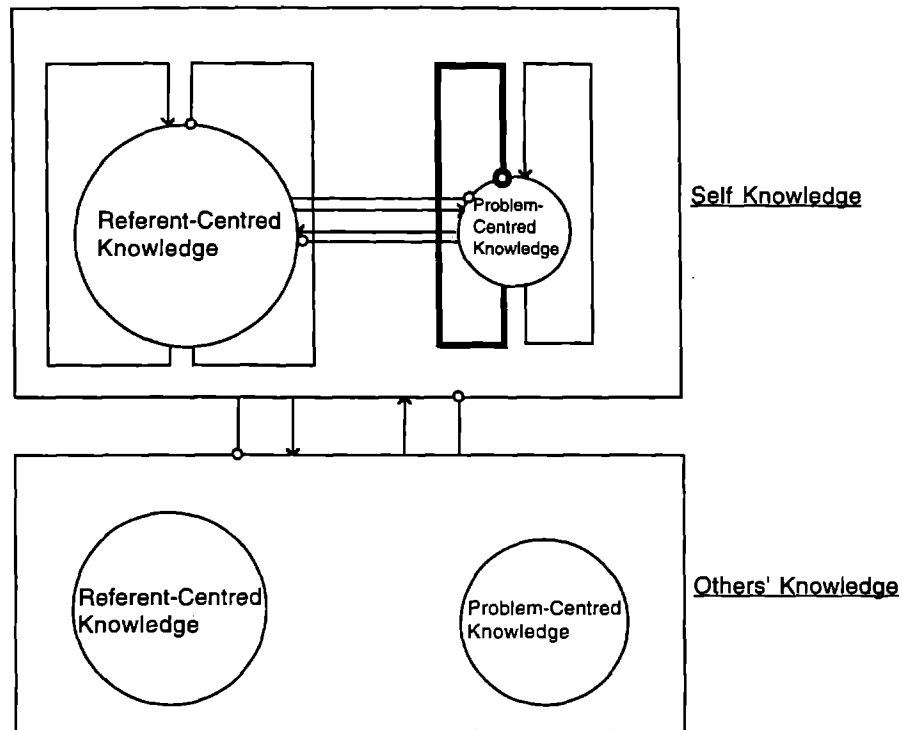 Referent-Centred
Knowledge
Problem-
Centred
Knowledge
Self Knowledge
Referent-Centred
Knowledge
Problem-Centred
Knowledge
Others' Knowledge